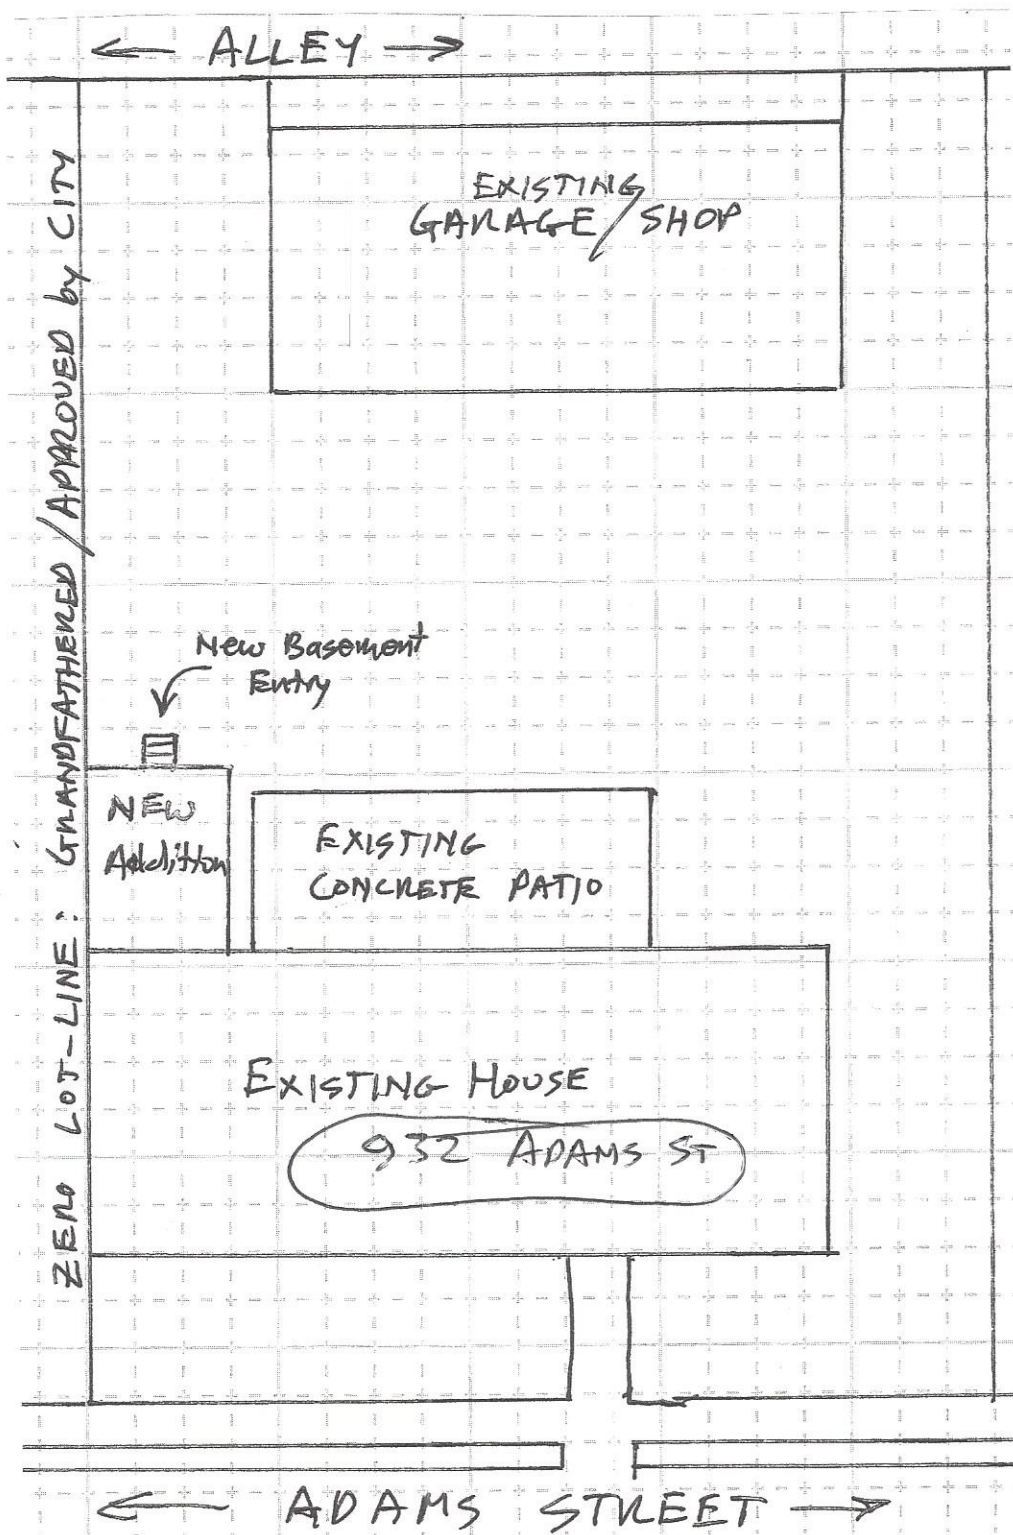 ALLEY
EXISTING
GARAGE/SHOP
ZERO LOT-LINE: GRANDFATHERED/APPROVED by CITY
New Basement
Entry
NEW
Addition
EXISTING
CONCRETE PATIO
EXISTING HOUSE
932 ADAMS ST
ADAMS STREET